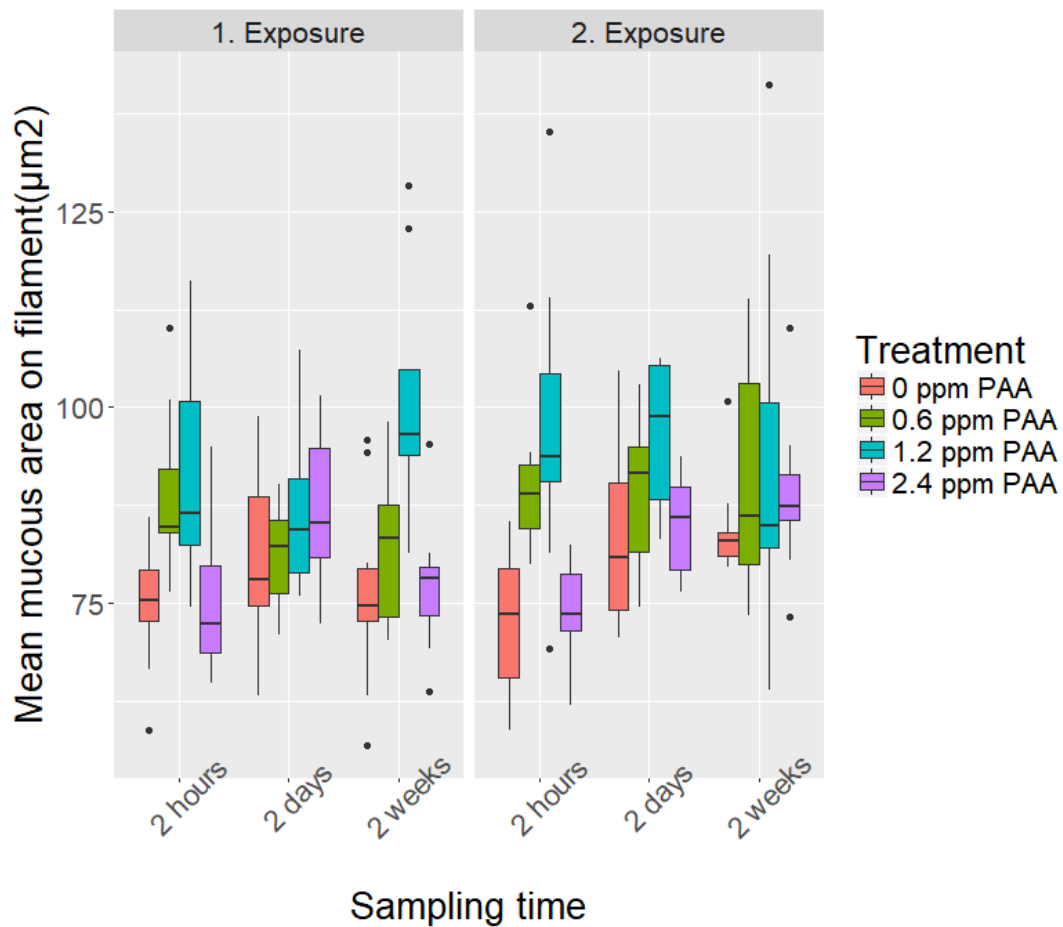 1. Exposure
2. Exposure
Mean mucous area on filament(µm2)
125
100
75
2 hours
2 days
2 weeks
2 hours
2 days
2 weeks
Sampling time
Treatment
0 ppm PAA
0.6 ppm PAA
1.2 ppm PAA
2.4 ppm PAA